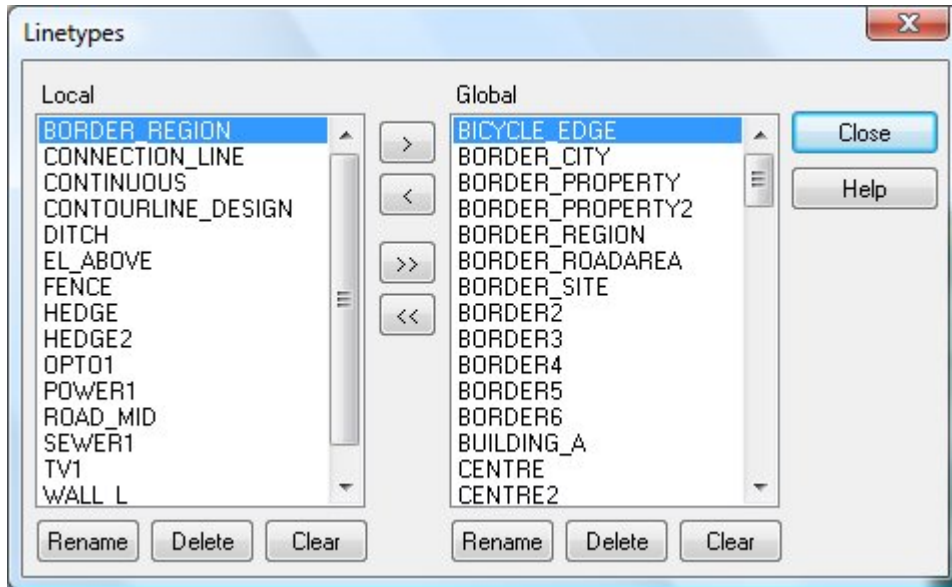 Linetypes
Local
BORDER_REGION
CONNECTION_LINE
CONTINUOUS
CONTOURLINE_DESIGN
DITCH
EL_ABOVE
FENCE
HEDGE
HEDGE2
OPTO1
POWER1
ROAD_MID
SEWER1
TV1
WALL_L
Rename Delete Clear
>
<
>>
<<
Global
BICYCLE_EDGE
BORDER_CITY
BORDER_PROPERTY
BORDER_PROPERTY2
BORDER_REGION
BORDER_ROADAREA
BORDER_SITE
BORDER2
BORDER3
BORDER4
BORDER5
BORDER6
BUILDING_A
CENTRE
CENTRE2
Rename Delete Clear
Close
Help